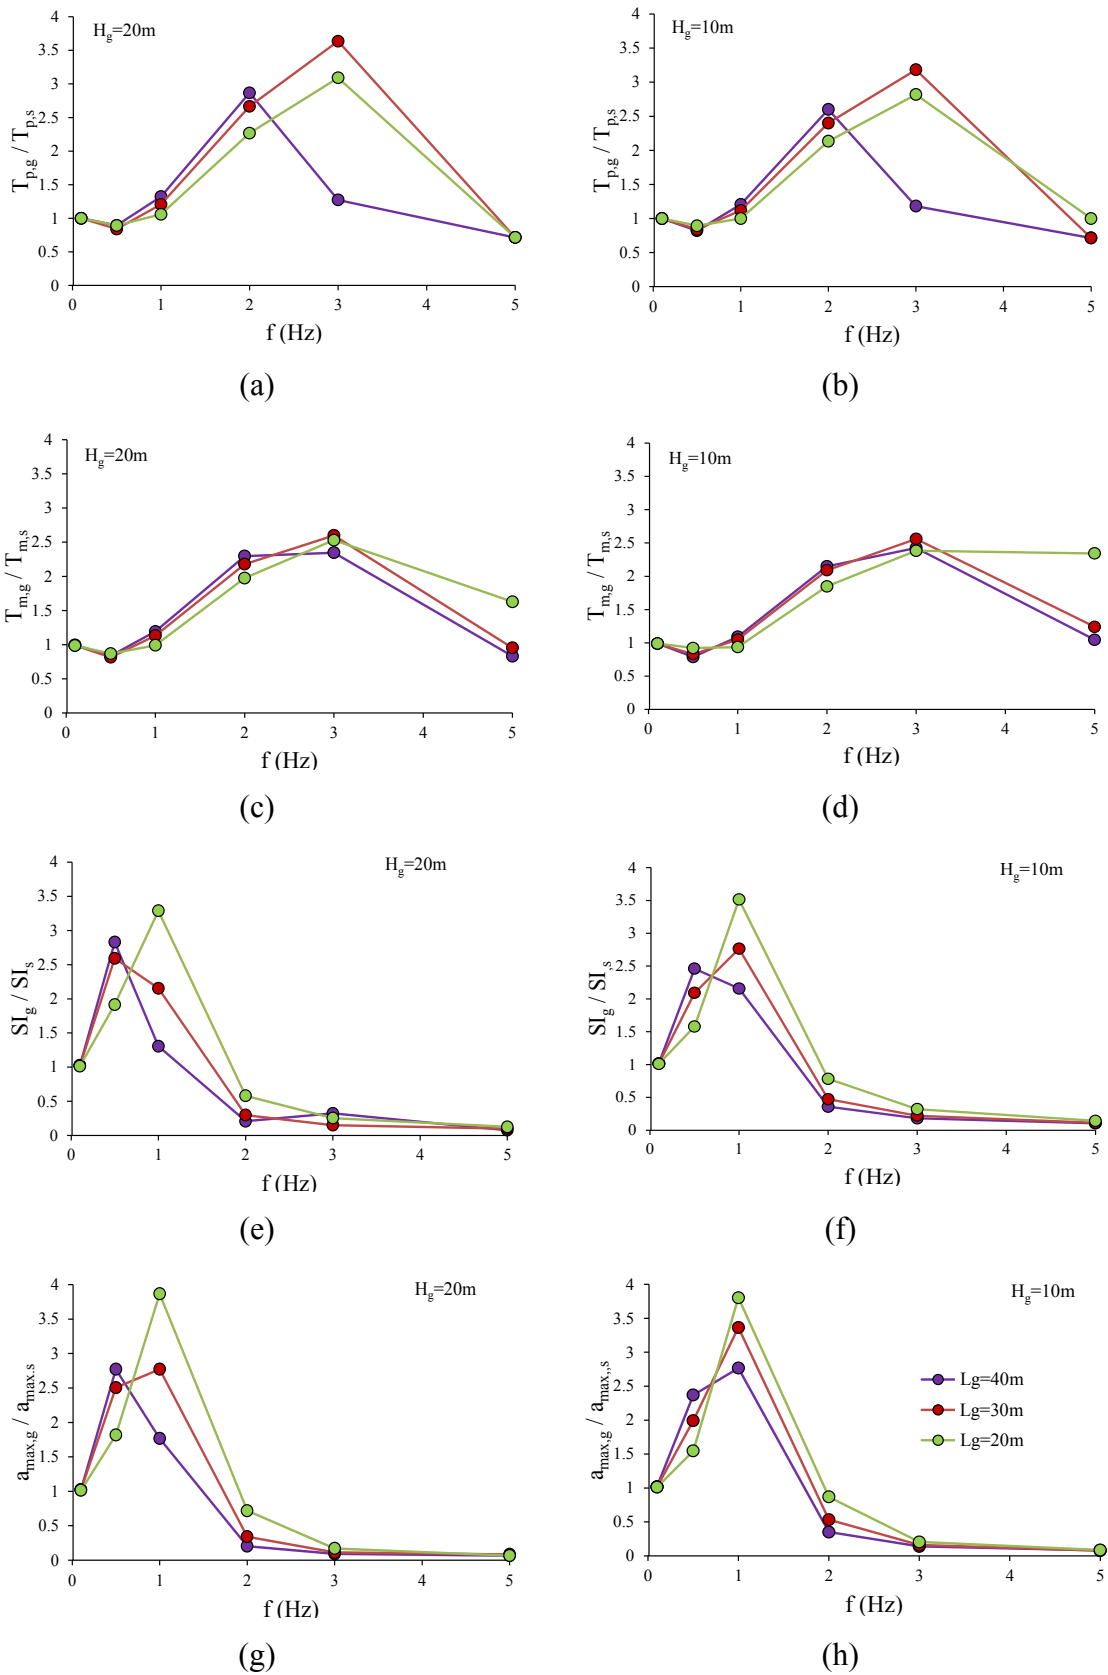 H_g=20m
T_p,g / T_p,s
4
3.5
3
2.5
2
1.5
1
0.5
0
0 1 2 3 4 5
f (Hz)
(a)
H_g=10m
T_p,g / T_p,s
4
3.5
3
2.5
2
1.5
1
0.5
0
0 1 2 3 4 5
f (Hz)
(b)
H_g=20m
T_m,g / T_m,s
4
3.5
3
2.5
2
1.5
1
0.5
0
0 1 2 3 4 5
f (Hz)
(c)
H_g=10m
T_m,g / T_m,s
4
3.5
3
2.5
2
1.5
1
0.5
0
0 1 2 3 4 5
f (Hz)
(d)
H_g=20m
SI_g / SI_s
4
3.5
3
2.5
2
1.5
1
0.5
0
0 1 2 3 4 5
f (Hz)
(e)
H_g=10m
SI_g / SI_,s
4
3.5
3
2.5
2
1.5
1
0.5
0
0 1 2 3 4 5
f (Hz)
(f)
H_g=20m
a_max,g / a_max.s
4
3.5
3
2.5
2
1.5
1
0.5
0
0 1 2 3 4 5
f (Hz)
(g)
H_g=10m
a_max,g / a_max,,s
4
3.5
3
2.5
2
1.5
1
0.5
0
0 1 2 3 4 5
Lg=40m
Lg=30m
Lg=20m
f (Hz)
(h)